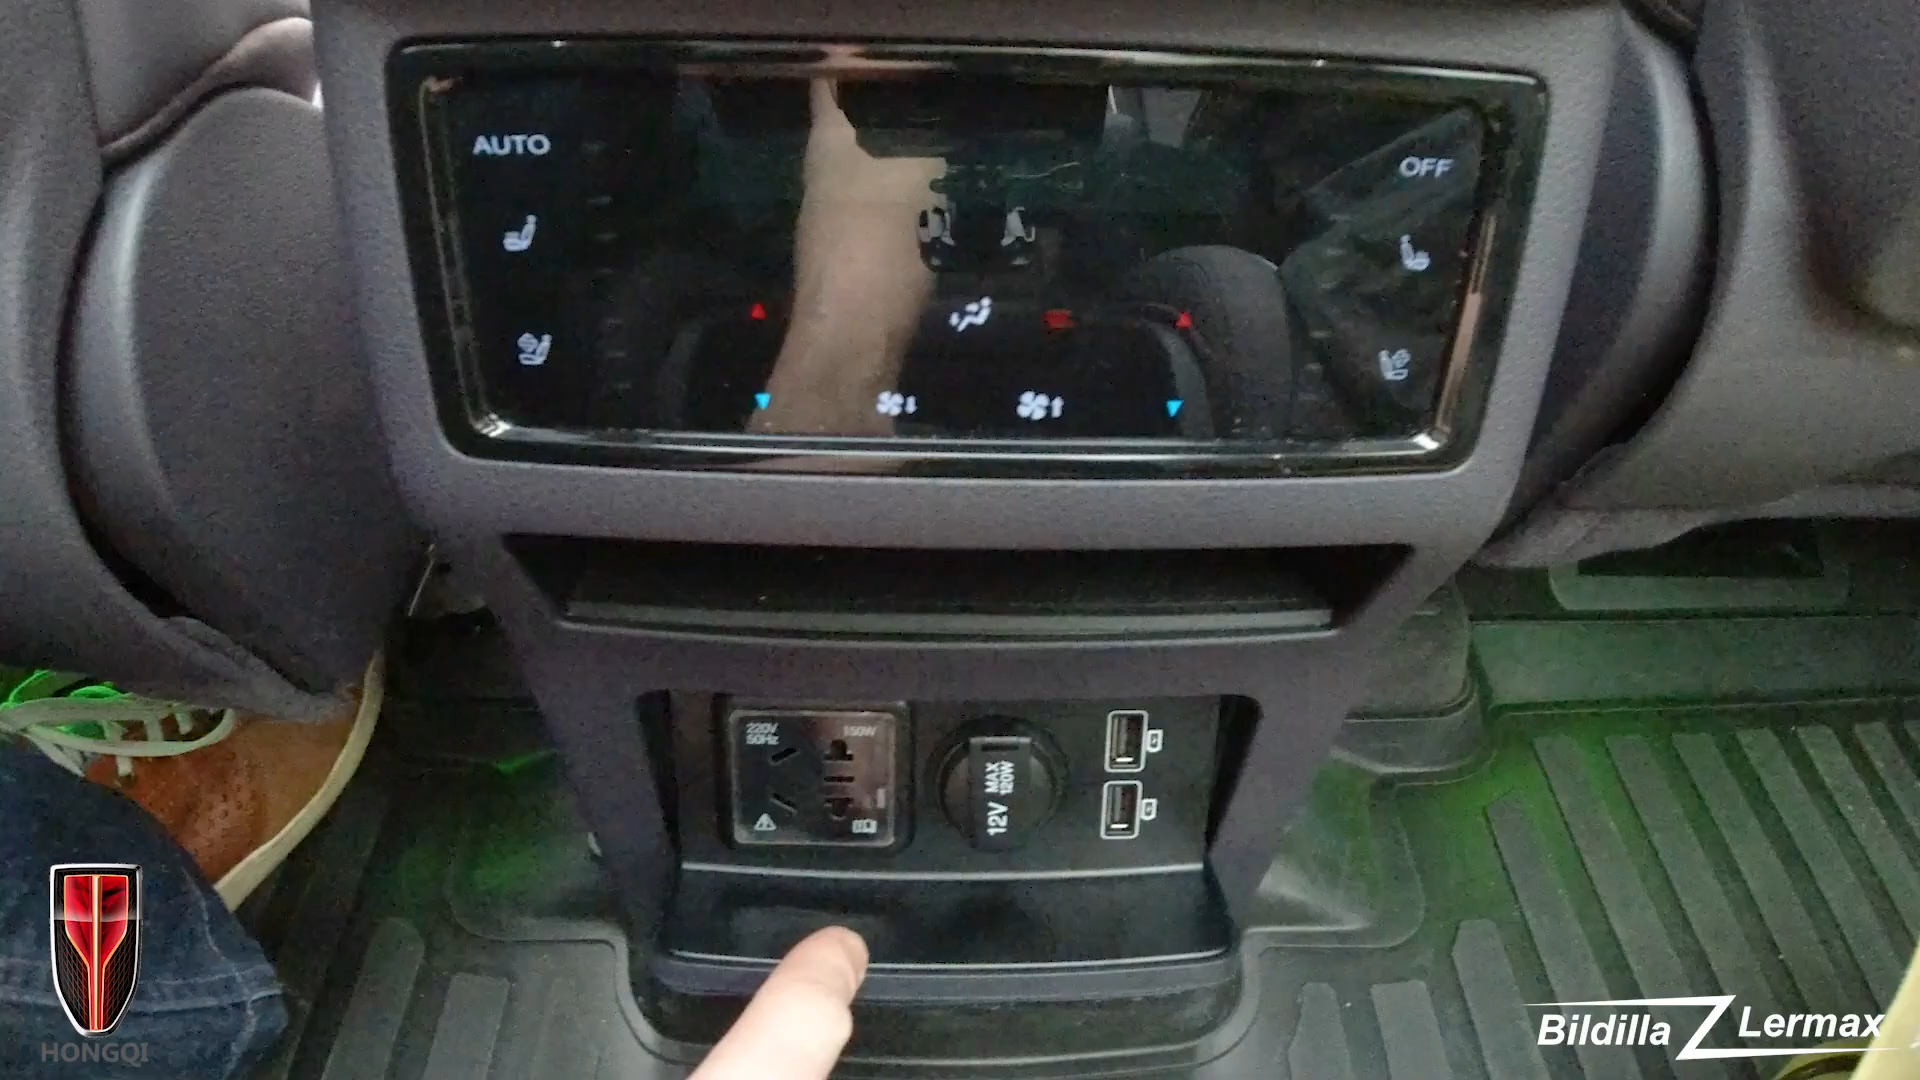 AUTO
OFF
220V
50Hz
150W
12V MAX
120W
HONGQI
Bildilla Lermax